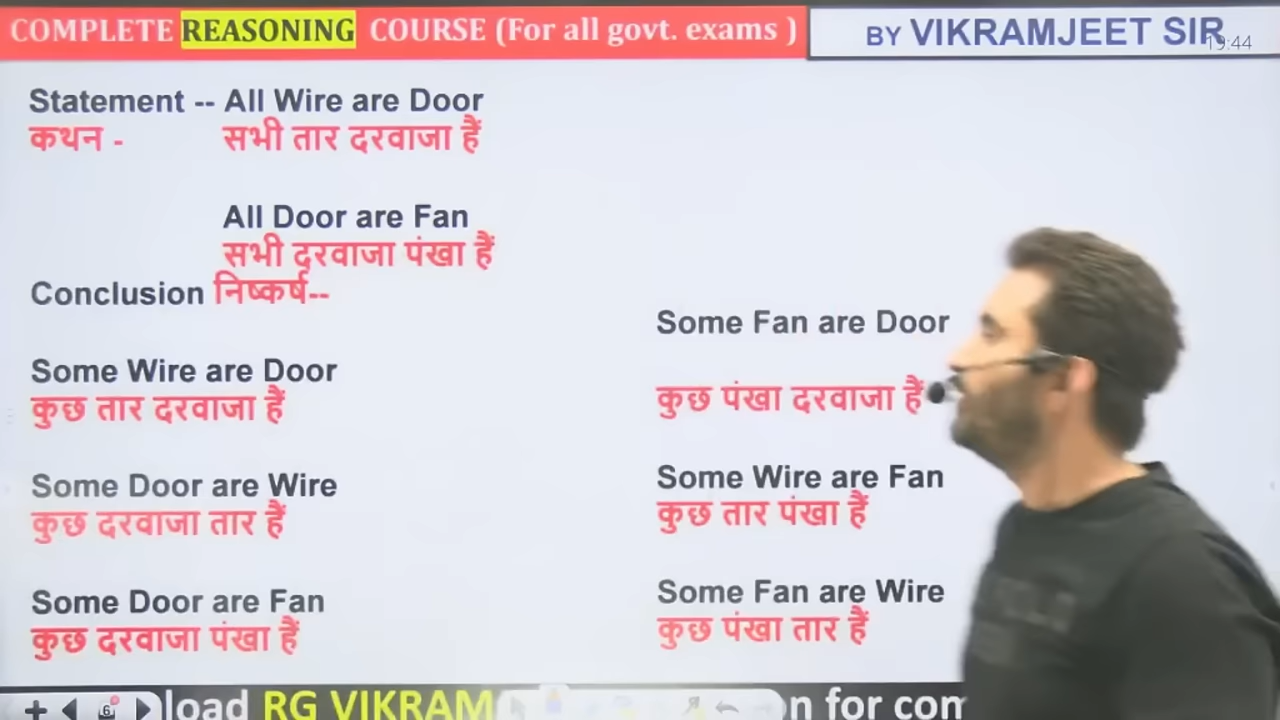 COMPLETE REASONING COURSE (For all govt. exams )
BY VIKRAMJEET SIR
19:44
Statement -- All Wire are Door
कथन - सभी तार दरवाजा हैं
All Door are Fan
सभी दरवाजा पंखा हैं
Conclusion निष्कर्ष--
Some Wire are Door
कुछ तार दरवाजा हैं
Some Door are Wire
कुछ दरवाजा तार हैं
Some Door are Fan
कुछ दरवाजा पंखा हैं
Some Fan are Door
कुछ पंखा दरवाजा हैं
Some Wire are Fan
कुछ तार पंखा हैं
Some Fan are Wire
कुछ पंखा तार हैं
6
load RG VIKRAM n for com